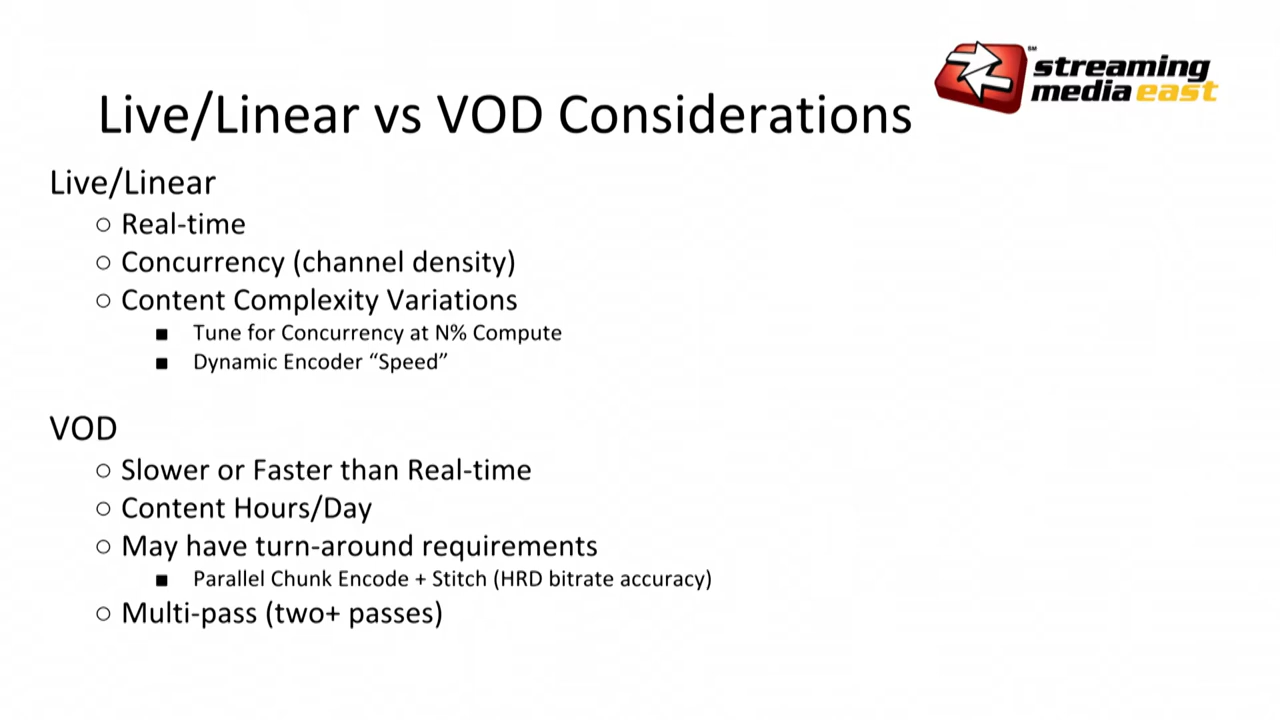 SM
streaming
media east
Live/Linear vs VOD Considerations
Live/Linear
○ Real-time
○ Concurrency (channel density)
○ Content Complexity Variations
■ Tune for Concurrency at N% Compute
■ Dynamic Encoder “Speed”
VOD
○ Slower or Faster than Real-time
○ Content Hours/Day
○ May have turn-around requirements
■ Parallel Chunk Encode + Stitch (HRD bitrate accuracy)
○ Multi-pass (two+ passes)